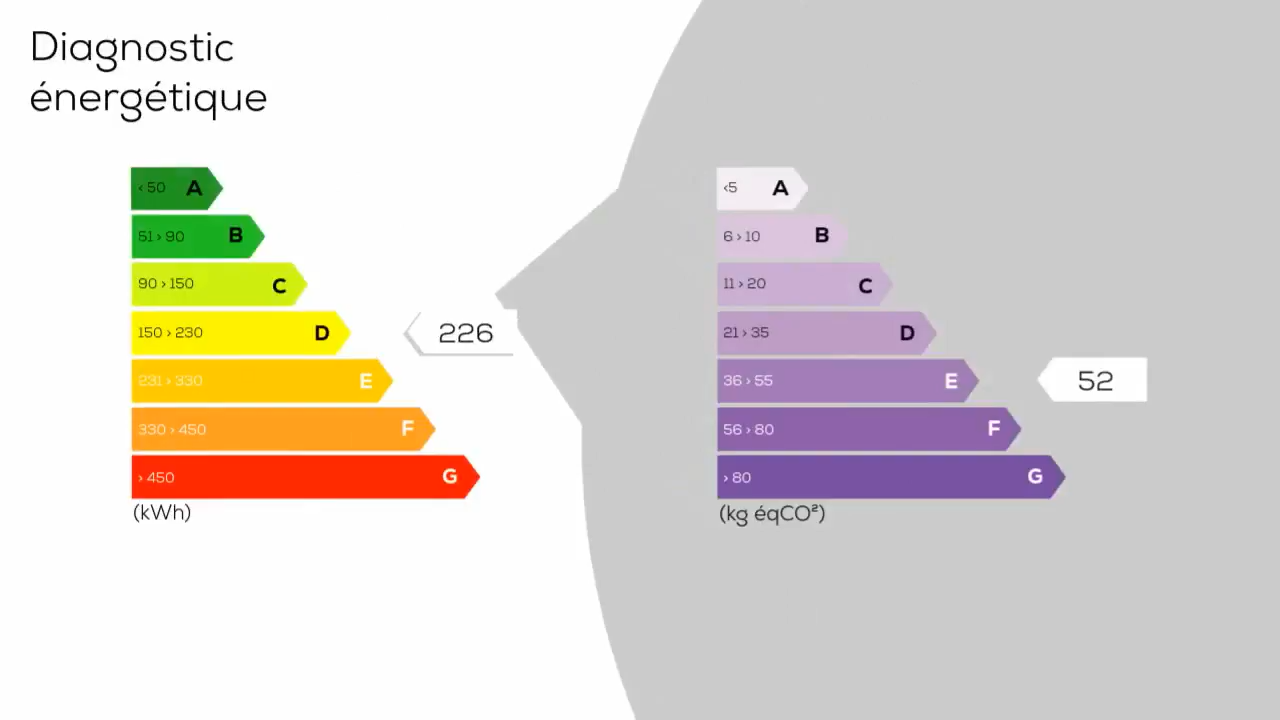 Diagnostic
énergétique
< 50 A
51 > 90 B
90 > 150 C
150 > 230 D
226
231 > 330 E
330 > 450 F
> 450 G
(kWh)
<5 A
6 > 10 B
11 > 20 C
21 > 35 D
36 > 55 E
52
56 > 80 F
> 80 G
(kg éqCO²)